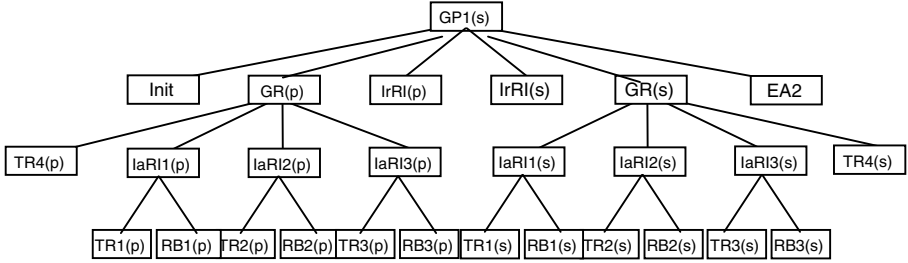 GP1(s)
Init GR(p) IrRI(p) IrRI(s) GR(s) EA2
TR4(p) IaRI1(p) IaRI2(p) IaRI3(p) IaRI1(s) IaRI2(s) IaRI3(s) TR4(s)
TR1(p) RB1(p) TR2(p) RB2(p) TR3(p) RB3(p) TR1(s) RB1(s) TR2(s) RB2(s) TR3(s) RB3(s)